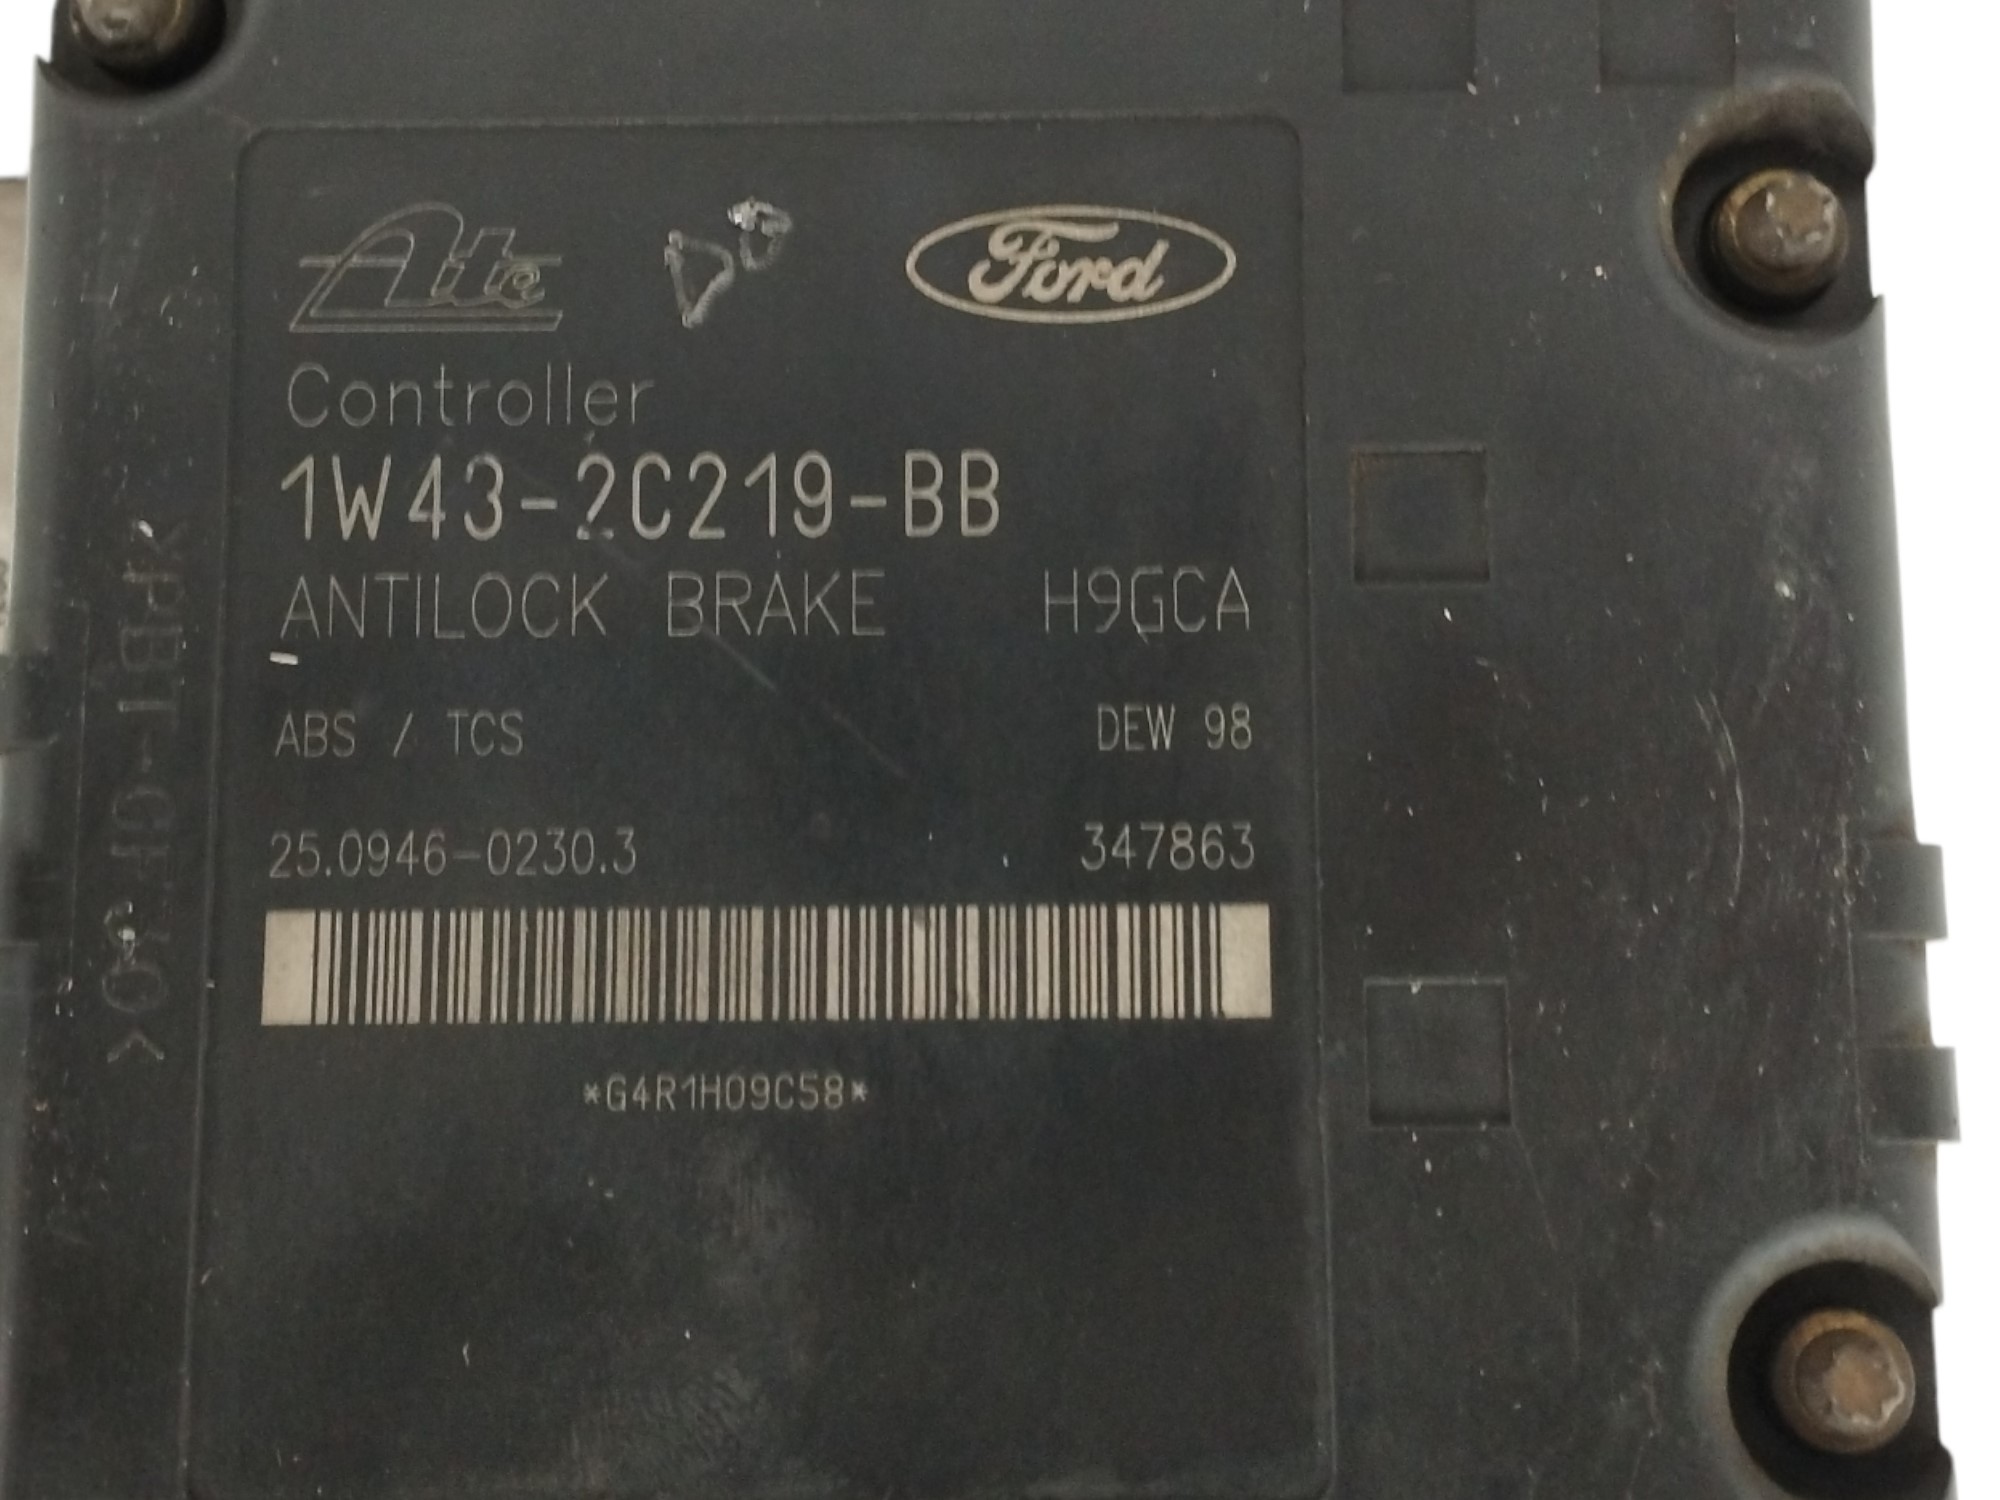 Ate Ford
Controller
1W43-2C219-BB
ANTILOCK BRAKE H9GCA
ABS / TCS DEW 98
25.0946-0230.3 347863
*G4R1H09C58*
>PBT-GF30<